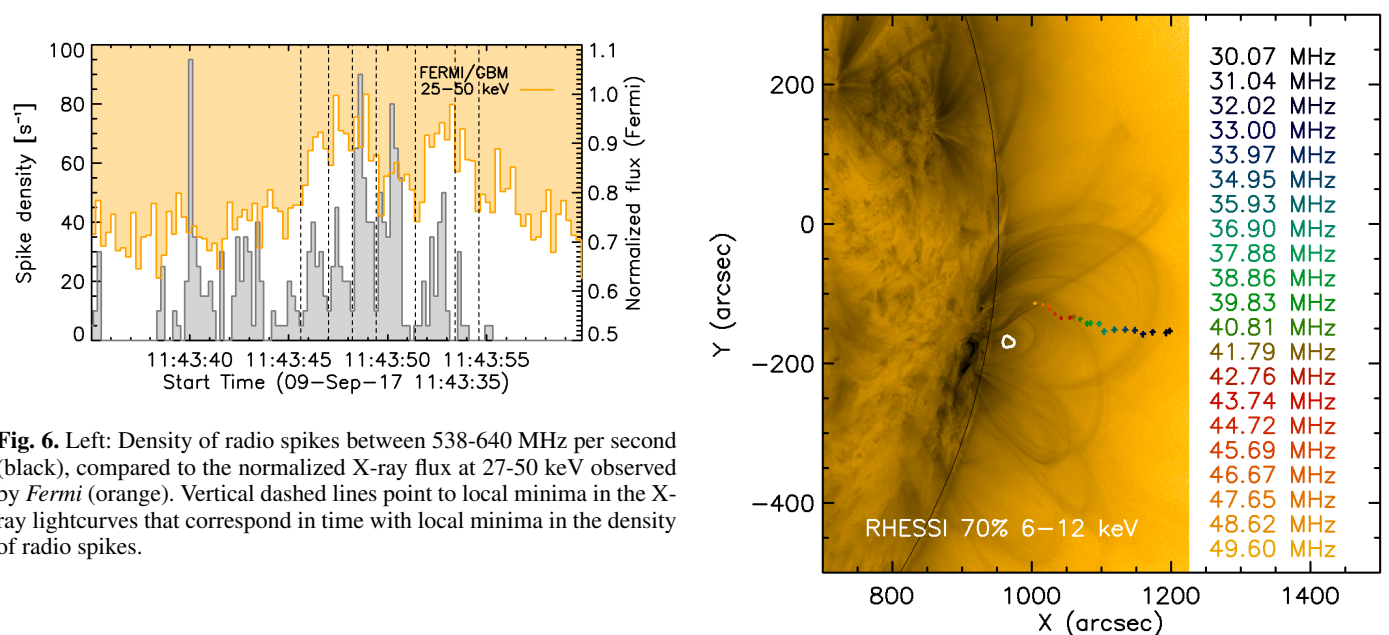 100
80
60
40
20
0
Spike density [s⁻¹]
FERMI/GBM
25−50 keV
1.1
1.0
0.9
0.8
0.7
0.6
0.5
Normalized flux (Fermi)
11:43:40 11:43:45 11:43:50 11:43:55
Start Time (09−Sep−17 11:43:35)
Fig. 6. Left: Density of radio spikes between 538-640 MHz per second
(black), compared to the normalized X-ray flux at 27-50 keV observed
by Fermi (orange). Vertical dashed lines point to local minima in the X-
ray lightcurves that correspond in time with local minima in the density
of radio spikes.
200
0
−200
−400
Y (arcsec)
RHESSI 70% 6−12 keV
30.07 MHz
31.04 MHz
32.02 MHz
33.00 MHz
33.97 MHz
34.95 MHz
35.93 MHz
36.90 MHz
37.88 MHz
38.86 MHz
39.83 MHz
40.81 MHz
41.79 MHz
42.76 MHz
43.74 MHz
44.72 MHz
45.69 MHz
46.67 MHz
47.65 MHz
48.62 MHz
49.60 MHz
800 1000 1200 1400
X (arcsec)